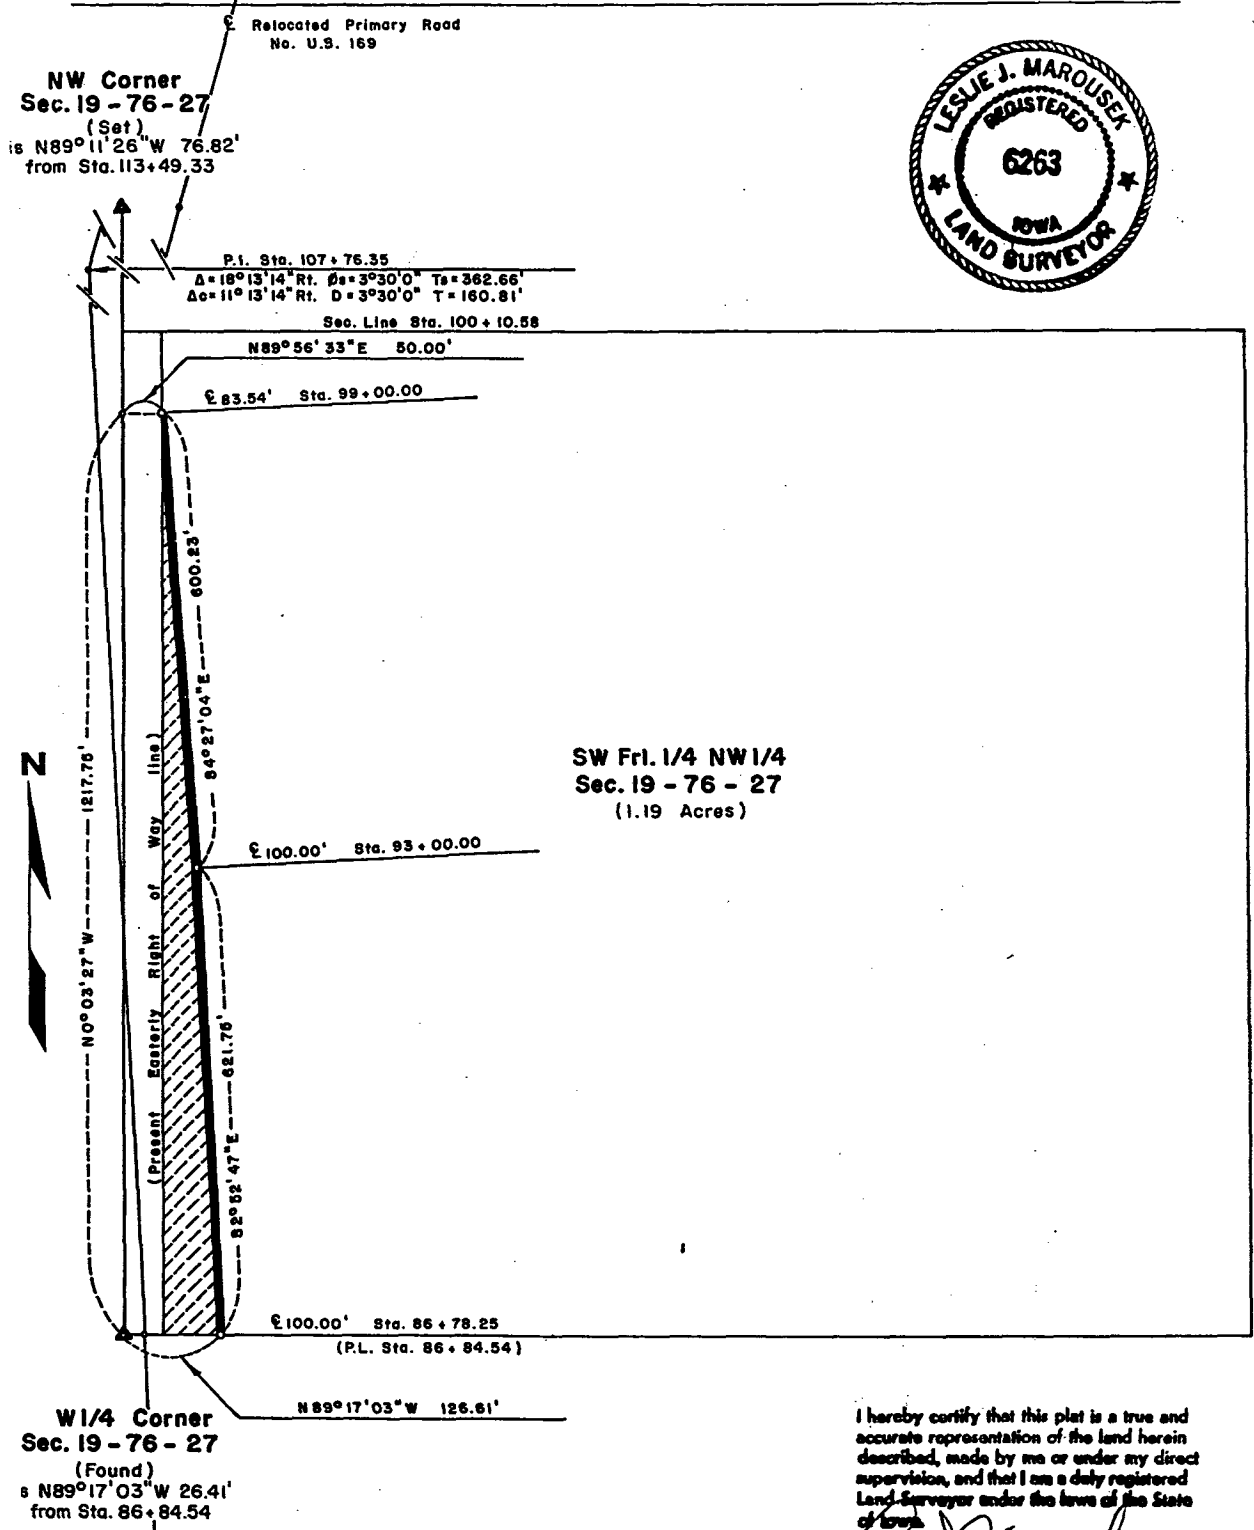 ℄ Relocated Primary Road
No. U.S. 169
NW Corner
Sec. 19 - 76 - 27
(Set)
is N89°11'26"W 76.82'
from Sta. 113+49.33
LESLIE J. MAROUSEK
REGISTERED
6263
IOWA
LAND SURVEYOR
P.I. Sta. 107 + 76.35
Δ = 18°13'14" Rt. Øs = 3°30'0" Ts = 362.66'
Δc = 11°13'14" Rt. D = 3°30'0" T = 160.81'
Sec. Line Sta. 100 + 10.58
N89°56'33"E 50.00'
℄ 83.54' Sta. 99 + 00.00
600.23'
S4°27'04"E
N
1217.75'
N0°03'27"W
(Present Easterly Right of Way line)
SW Frl. 1/4 NW 1/4
Sec. 19 - 76 - 27
(1.19 Acres)
℄ 100.00' Sta. 93 + 00.00
621.75'
S2°52'47"E
℄ 100.00' Sta. 86 + 78.25
(P.L. Sta. 86 + 84.54)
N89°17'03"W 126.61'
W1/4 Corner
Sec. 19 - 76 - 27
(Found)
s N89°17'03"W 26.41'
from Sta. 86+84.54
I hereby certify that this plat is a true and
accurate representation of the land herein
described, made by me or under my direct
supervision, and that I am a duly registered
Land Surveyor under the laws of the State
of Iowa.